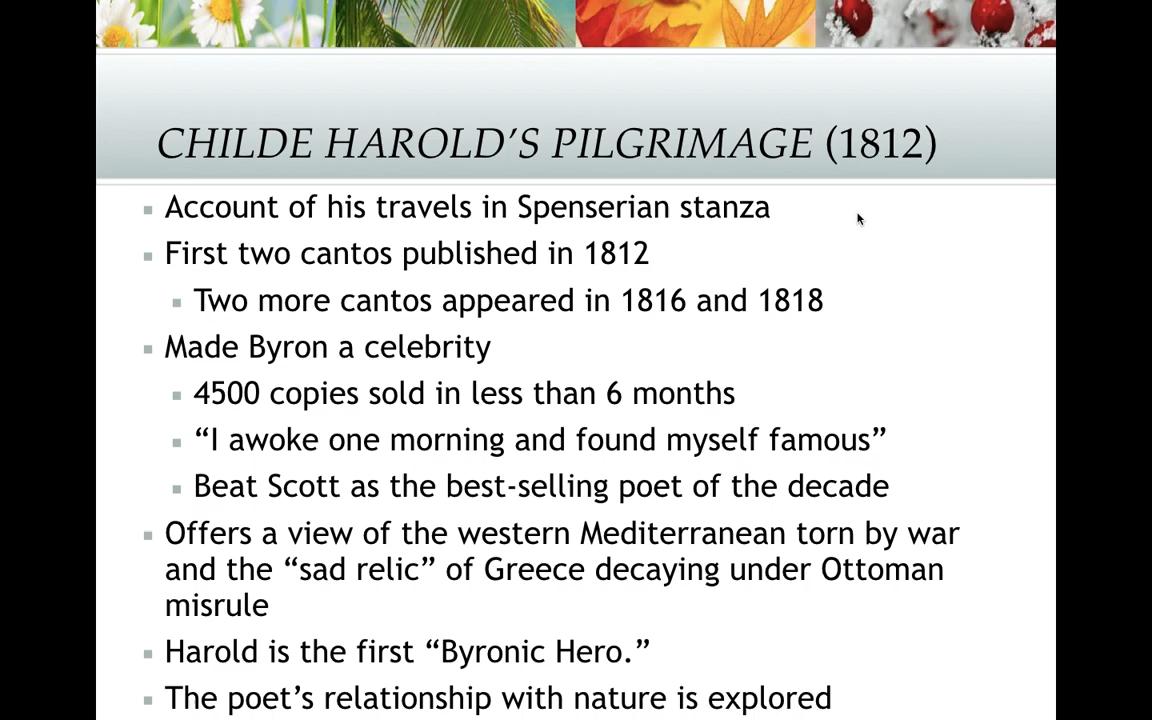 CHILDE HAROLD’S PILGRIMAGE (1812)
Account of his travels in Spenserian stanza
First two cantos published in 1812
Two more cantos appeared in 1816 and 1818
Made Byron a celebrity
4500 copies sold in less than 6 months
“I awoke one morning and found myself famous”
Beat Scott as the best-selling poet of the decade
Offers a view of the western Mediterranean torn by war
and the “sad relic” of Greece decaying under Ottoman
misrule
Harold is the first “Byronic Hero.”
The poet’s relationship with nature is explored